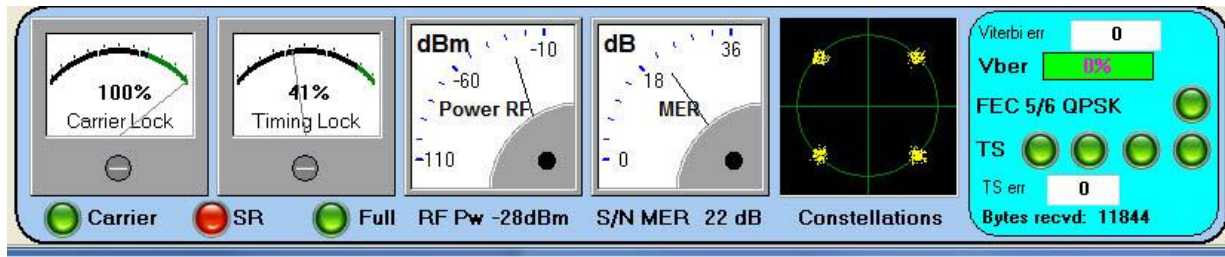 100%
Carrier Lock
Carrier
41%
Timing Lock
SR
Full
dBm
-10
-60
Power RF
-110
RF Pw -28dBm
dB
36
18
MER
0
S/N MER 22 dB
Constellations
Viterbi err 0
Vber 0%
FEC 5/6 QPSK
TS
TS err 0
Bytes recvd: 11844